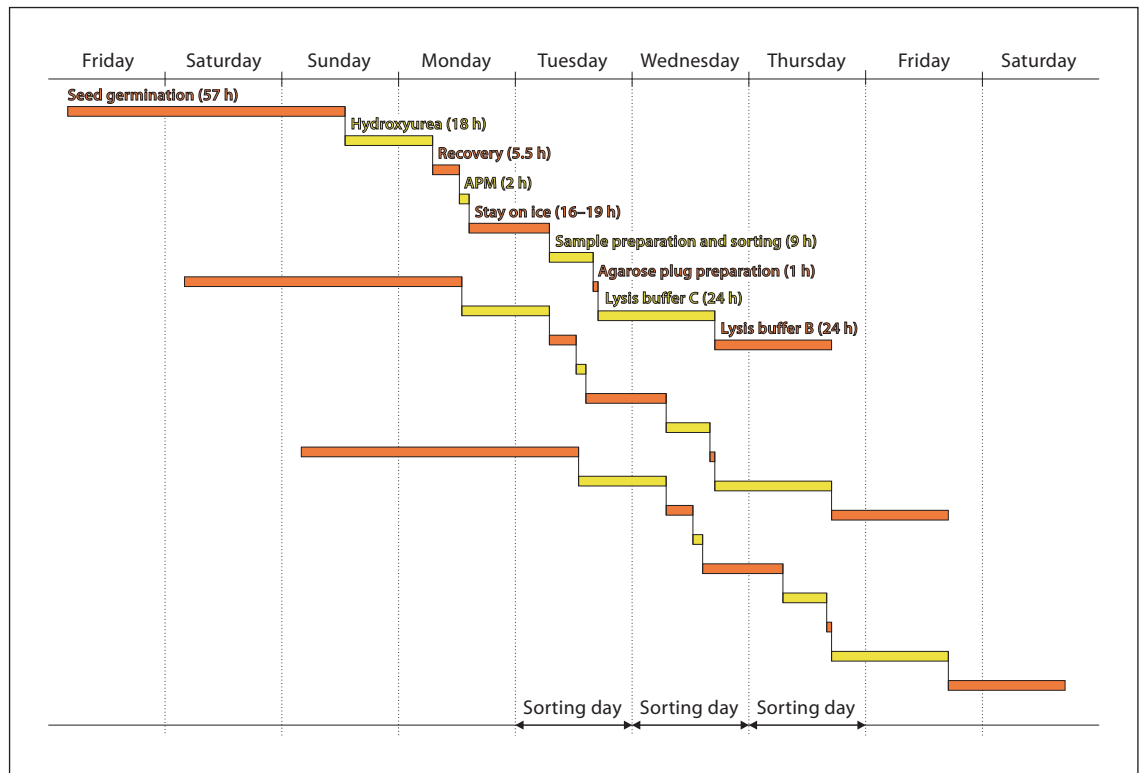 Friday Saturday Sunday Monday Tuesday Wednesday Thursday Friday Saturday
Seed germination (57 h)
Hydroxyurea (18 h)
Recovery (5.5 h)
APM (2 h)
Stay on ice (16–19 h)
Sample preparation and sorting (9 h)
Agarose plug preparation (1 h)
Lysis buffer C (24 h)
Lysis buffer B (24 h)
Sorting day Sorting day Sorting day